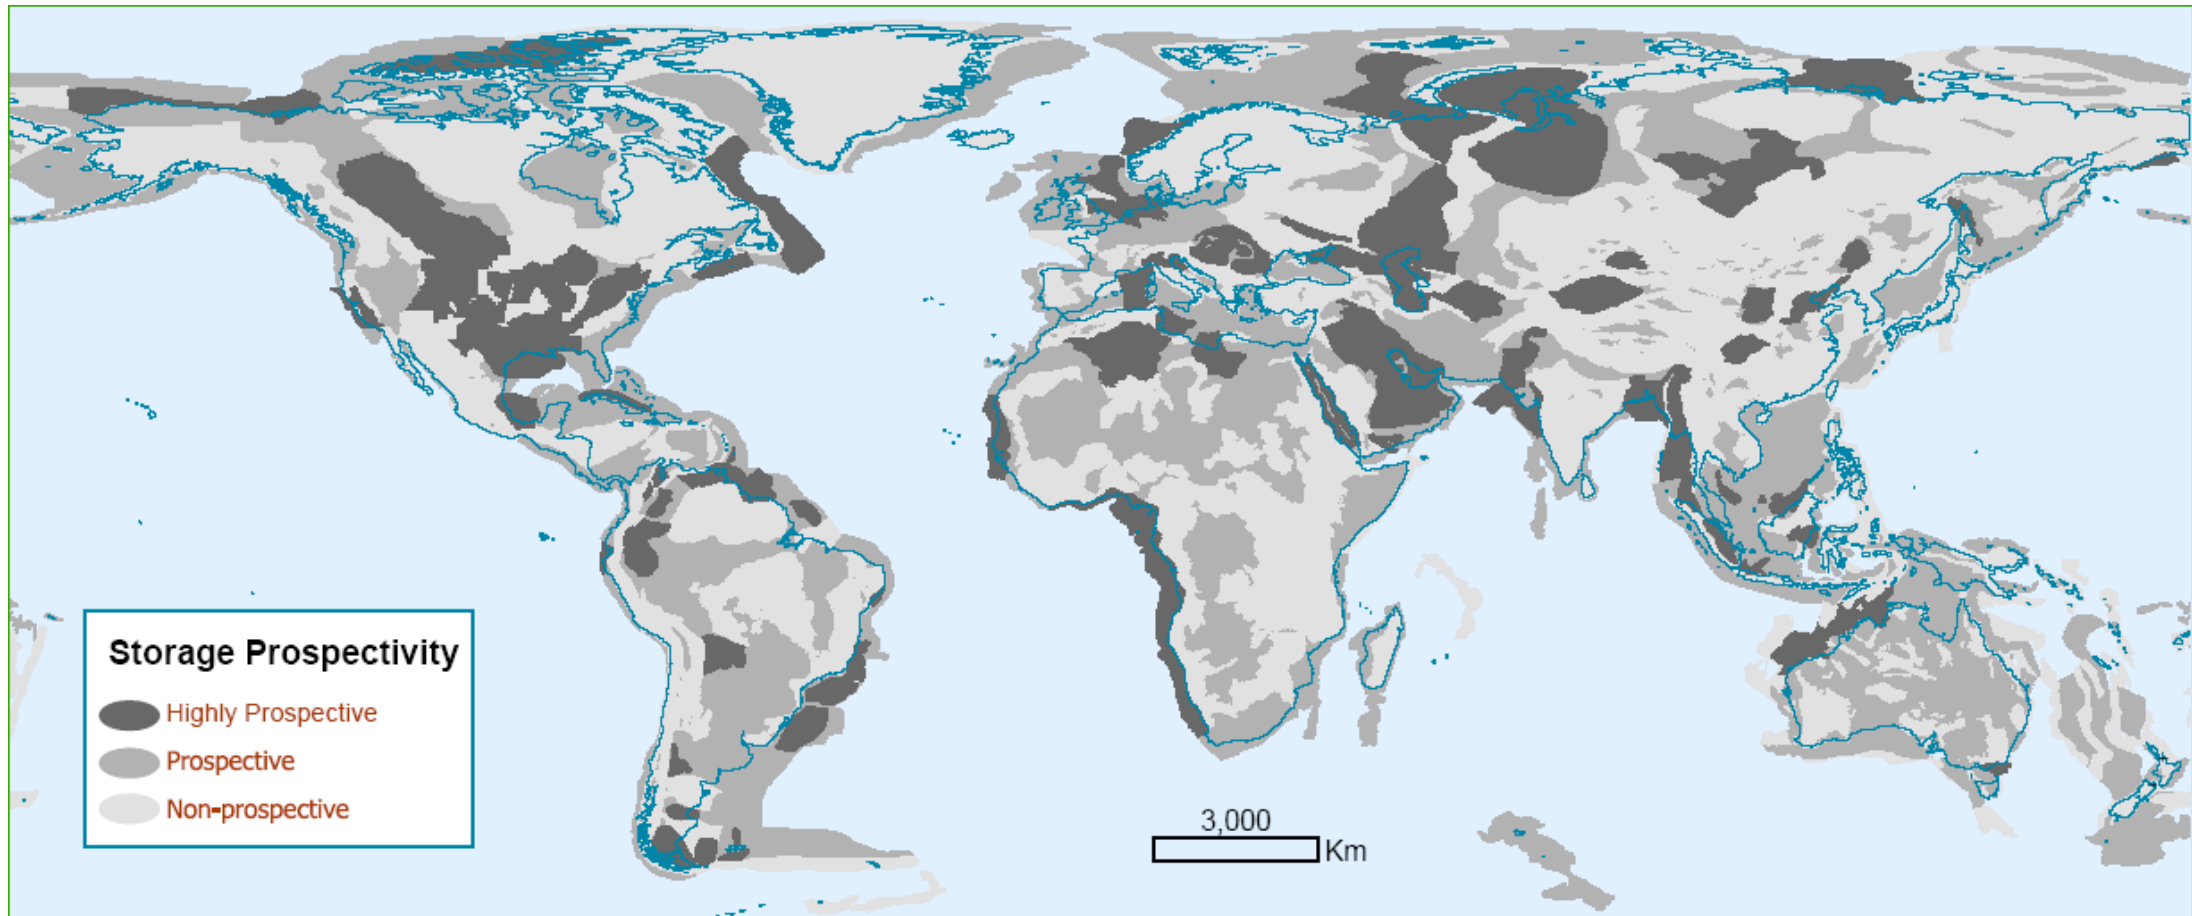 Storage Prospectivity
Highly Prospective
Prospective
Non-prospective
3,000
Km